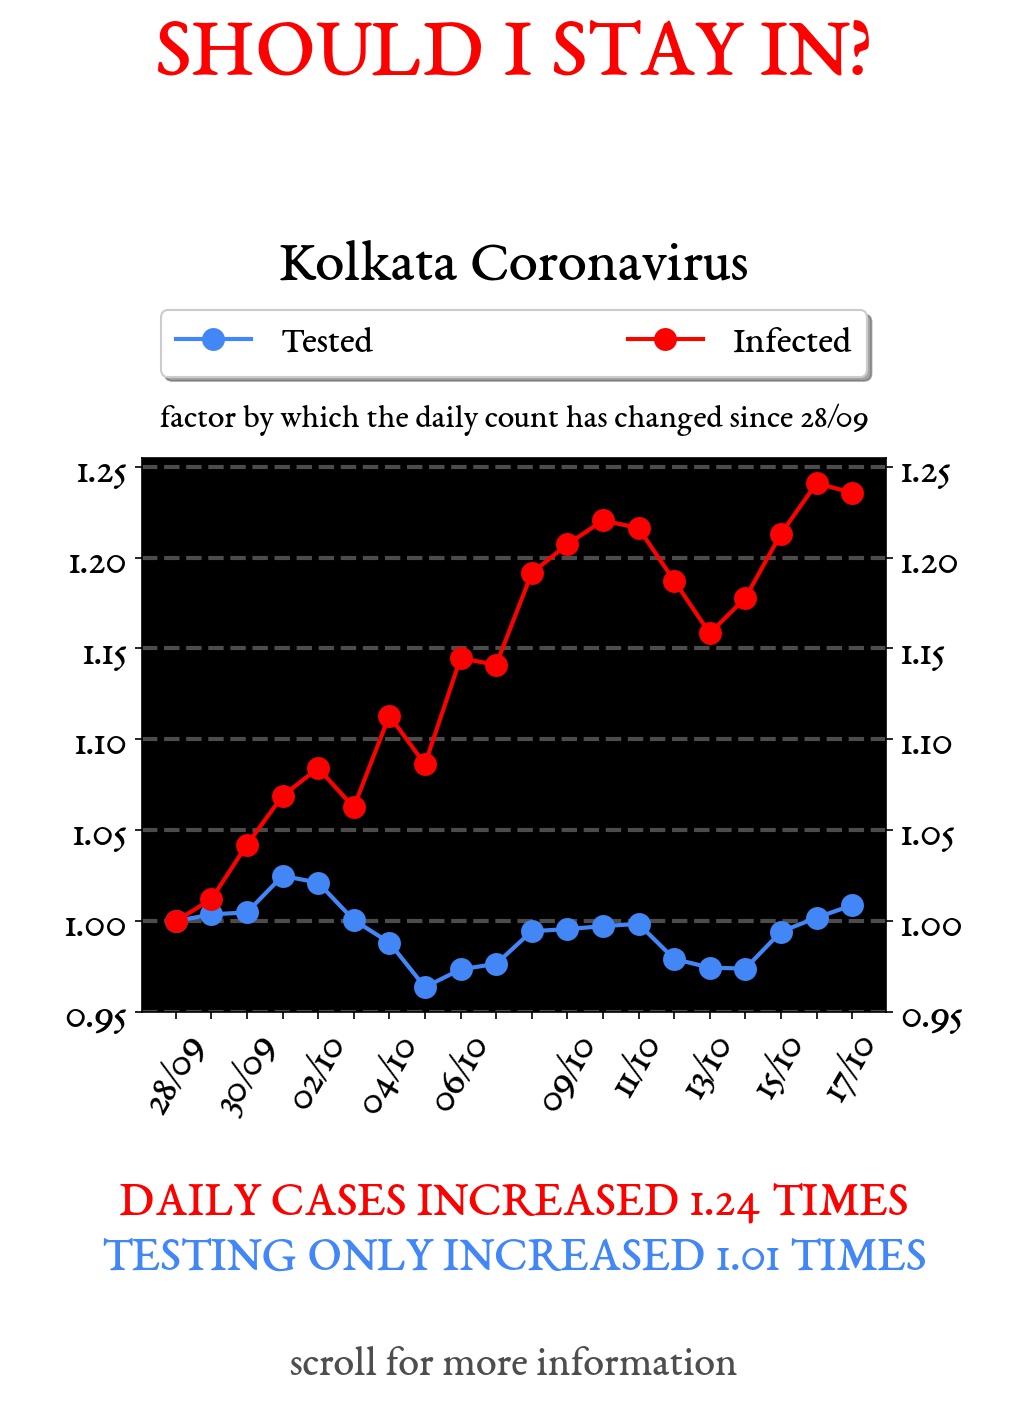 SHOULD I STAY IN?
Kolkata Coronavirus
Tested Infected
factor by which the daily count has changed since 28/09
1.25 1.25
1.20 1.20
1.15 1.15
1.10 1.10
1.05 1.05
1.00 1.00
0.95 0.95
28/09 30/09 02/10 04/10 06/10 09/10 11/10 13/10 15/10 17/10
DAILY CASES INCREASED 1.24 TIMES
TESTING ONLY INCREASED 1.01 TIMES
scroll for more information